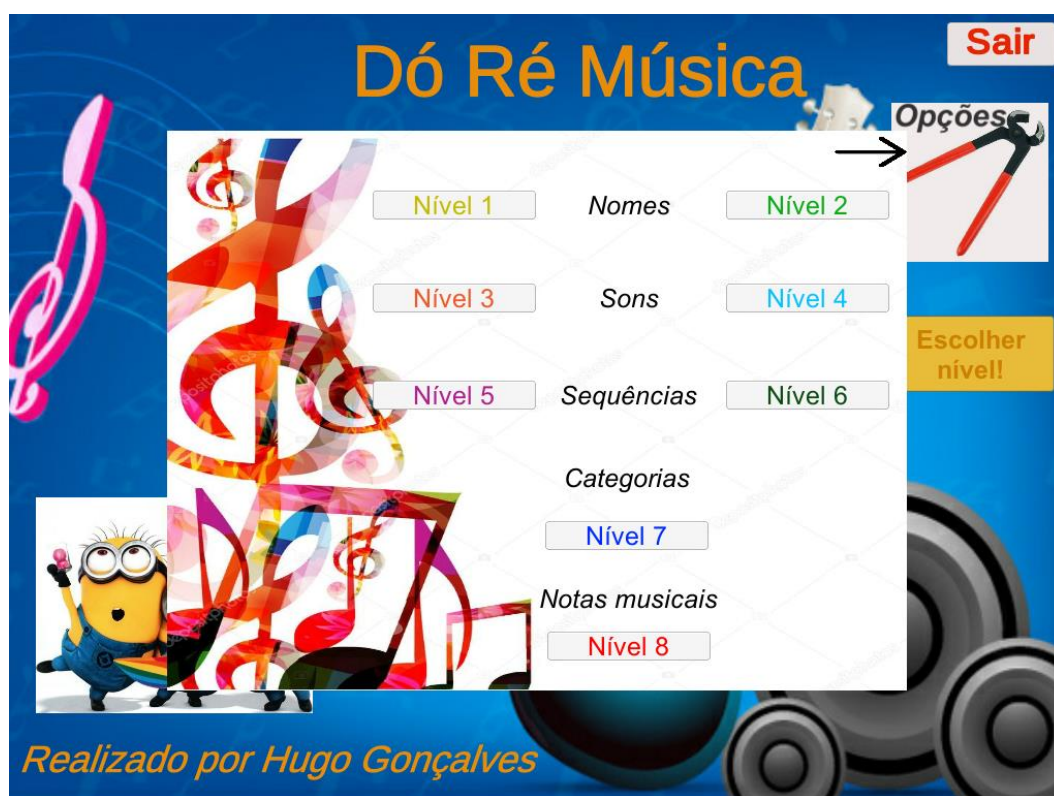 Dó Ré Música
Sair
Opções
Nível 1 Nomes Nível 2
Nível 3 Sons Nível 4
Escolher
nível!
Nível 5 Sequências Nível 6
Categorias
Nível 7
Notas musicais
Nível 8
Realizado por Hugo Gonçalves